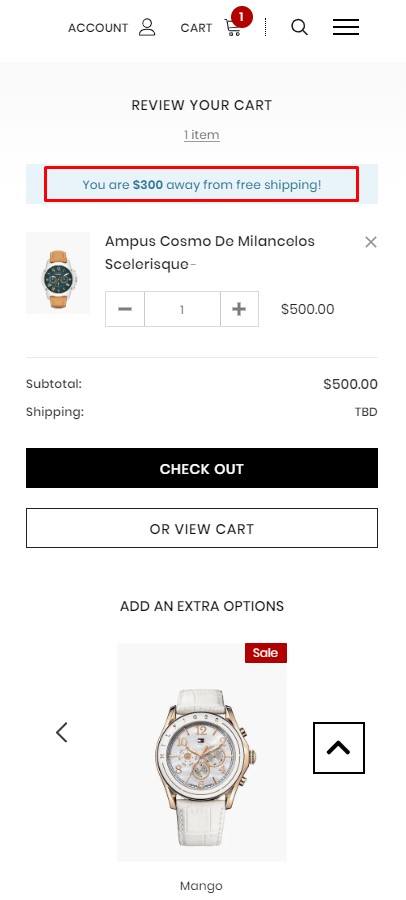 ACCOUNT CART 1
REVIEW YOUR CART
1 item
You are $300 away from free shipping!
Ampus Cosmo De Milancelos
Scelerisque-
1 $500.00
Subtotal: $500.00
Shipping: TBD
CHECK OUT
OR VIEW CART
ADD AN EXTRA OPTIONS
Sale
Mango